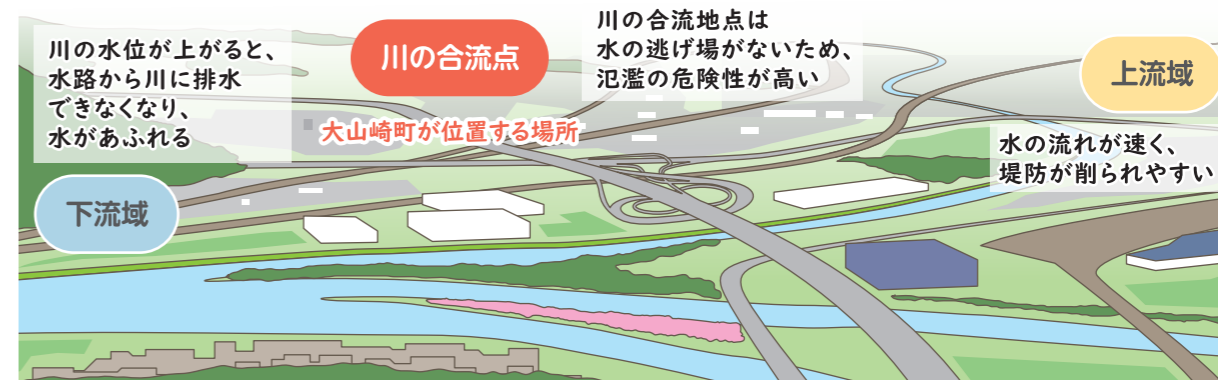 川の水位が上がると、
水路から川に排水
できなくなり、
水があふれる
下流域
川の合流点
大山崎町が位置する場所
川の合流地点は
水の逃げ場がないため、
氾濫の危険性が高い
上流域
水の流れが速く、
堤防が削られやすい